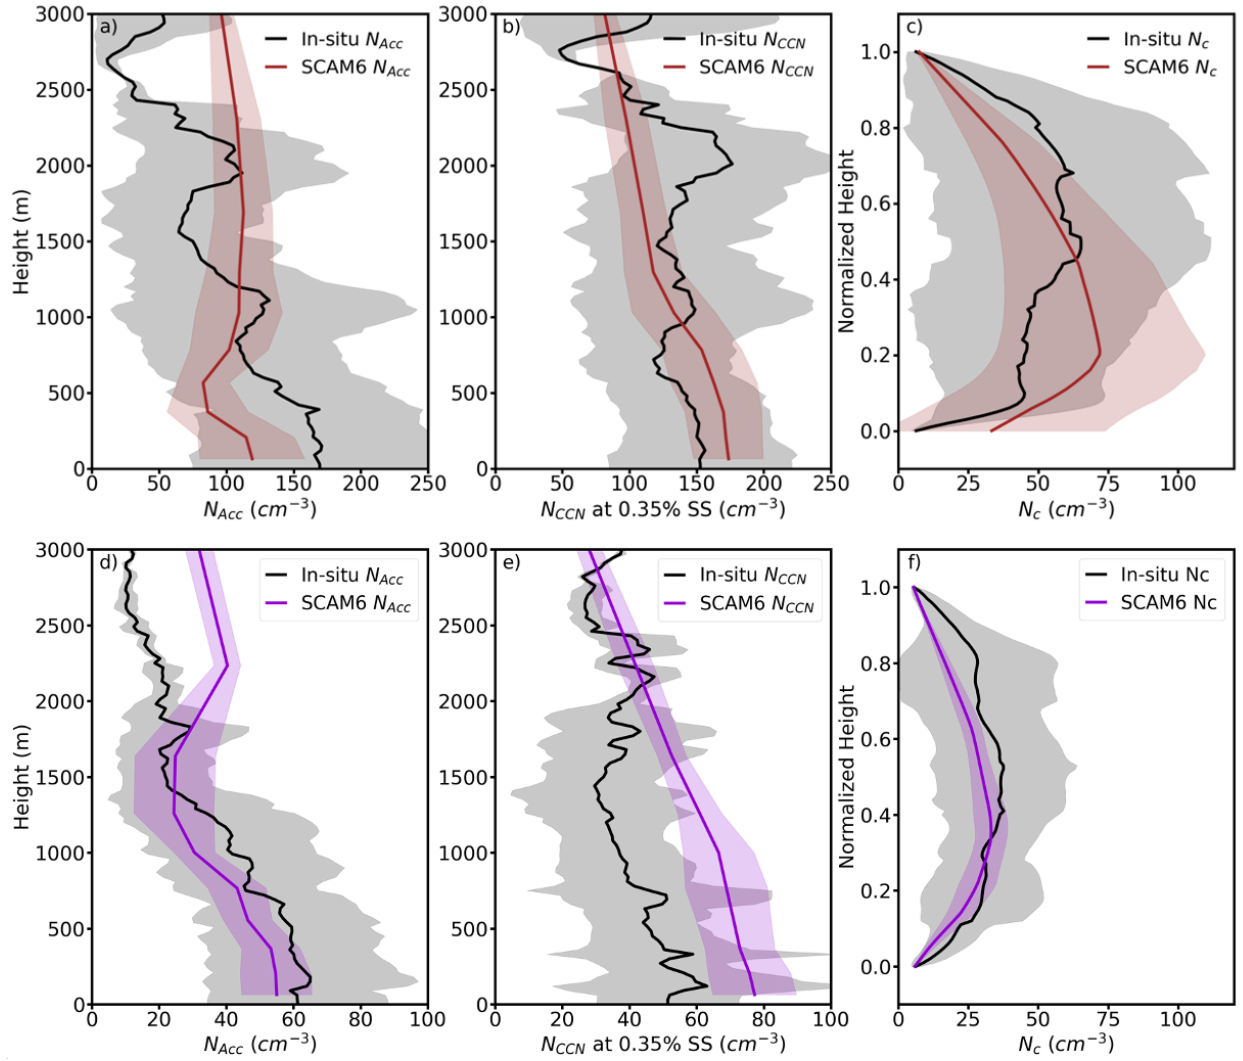 a)
In-situ N_Acc
SCAM6 N_Acc
3000
2500
2000
1500
1000
500
0
Height (m)
0 50 100 150 200 250
N_Acc (cm⁻³)
b)
In-situ N_CCN
SCAM6 N_CCN
0 50 100 150 200 250
N_CCN at 0.35% SS (cm⁻³)
c)
In-situ N_c
SCAM6 N_c
1.0
0.8
0.6
0.4
0.2
0.0
Normalized Height
0 25 50 75 100
N_c (cm⁻³)
d)
In-situ N_Acc
SCAM6 N_Acc
3000
2500
2000
1500
1000
500
0
Height (m)
0 20 40 60 80 100
N_Acc (cm⁻³)
e)
In-situ N_CCN
SCAM6 N_CCN
0 20 40 60 80 100
N_CCN at 0.35% SS (cm⁻³)
f)
In-situ Nc
SCAM6 Nc
1.0
0.8
0.6
0.4
0.2
0.0
Normalized Height
0 25 50 75 100
N_c (cm⁻³)